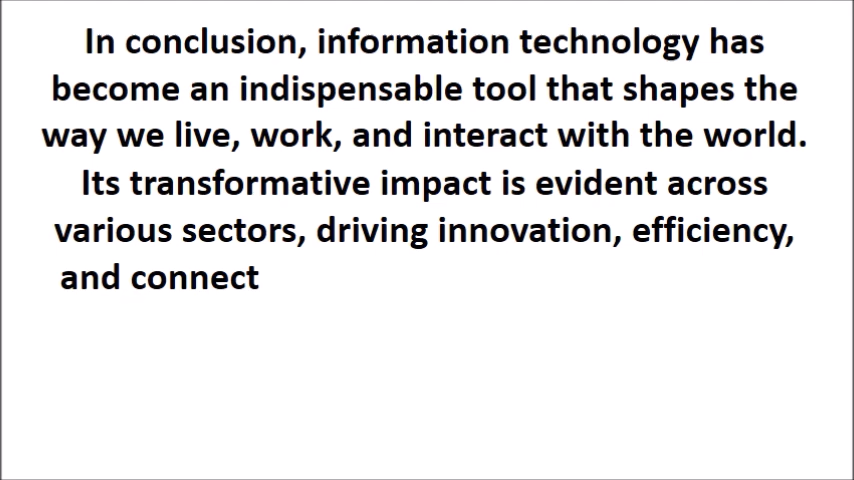 In conclusion, information technology has
become an indispensable tool that shapes the
way we live, work, and interact with the world.
Its transformative impact is evident across
various sectors, driving innovation, efficiency,
and connect